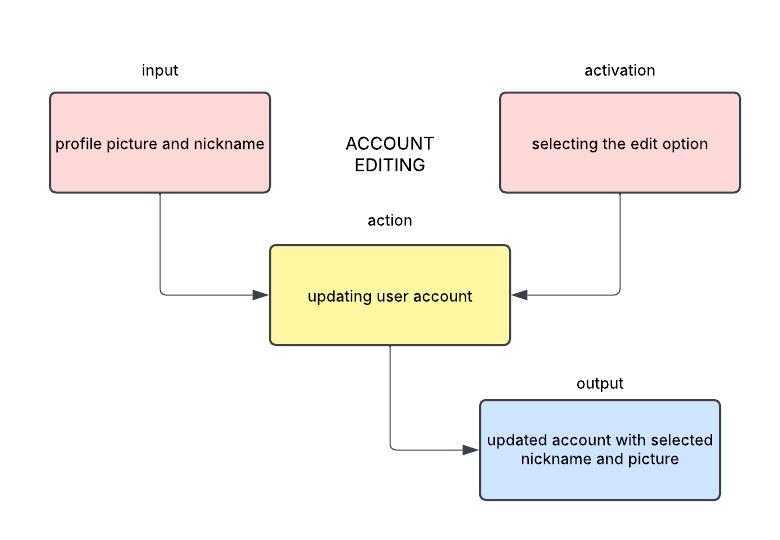 input
activation
profile picture and nickname
ACCOUNT
EDITING
selecting the edit option
action
updating user account
output
updated account with selected
nickname and picture